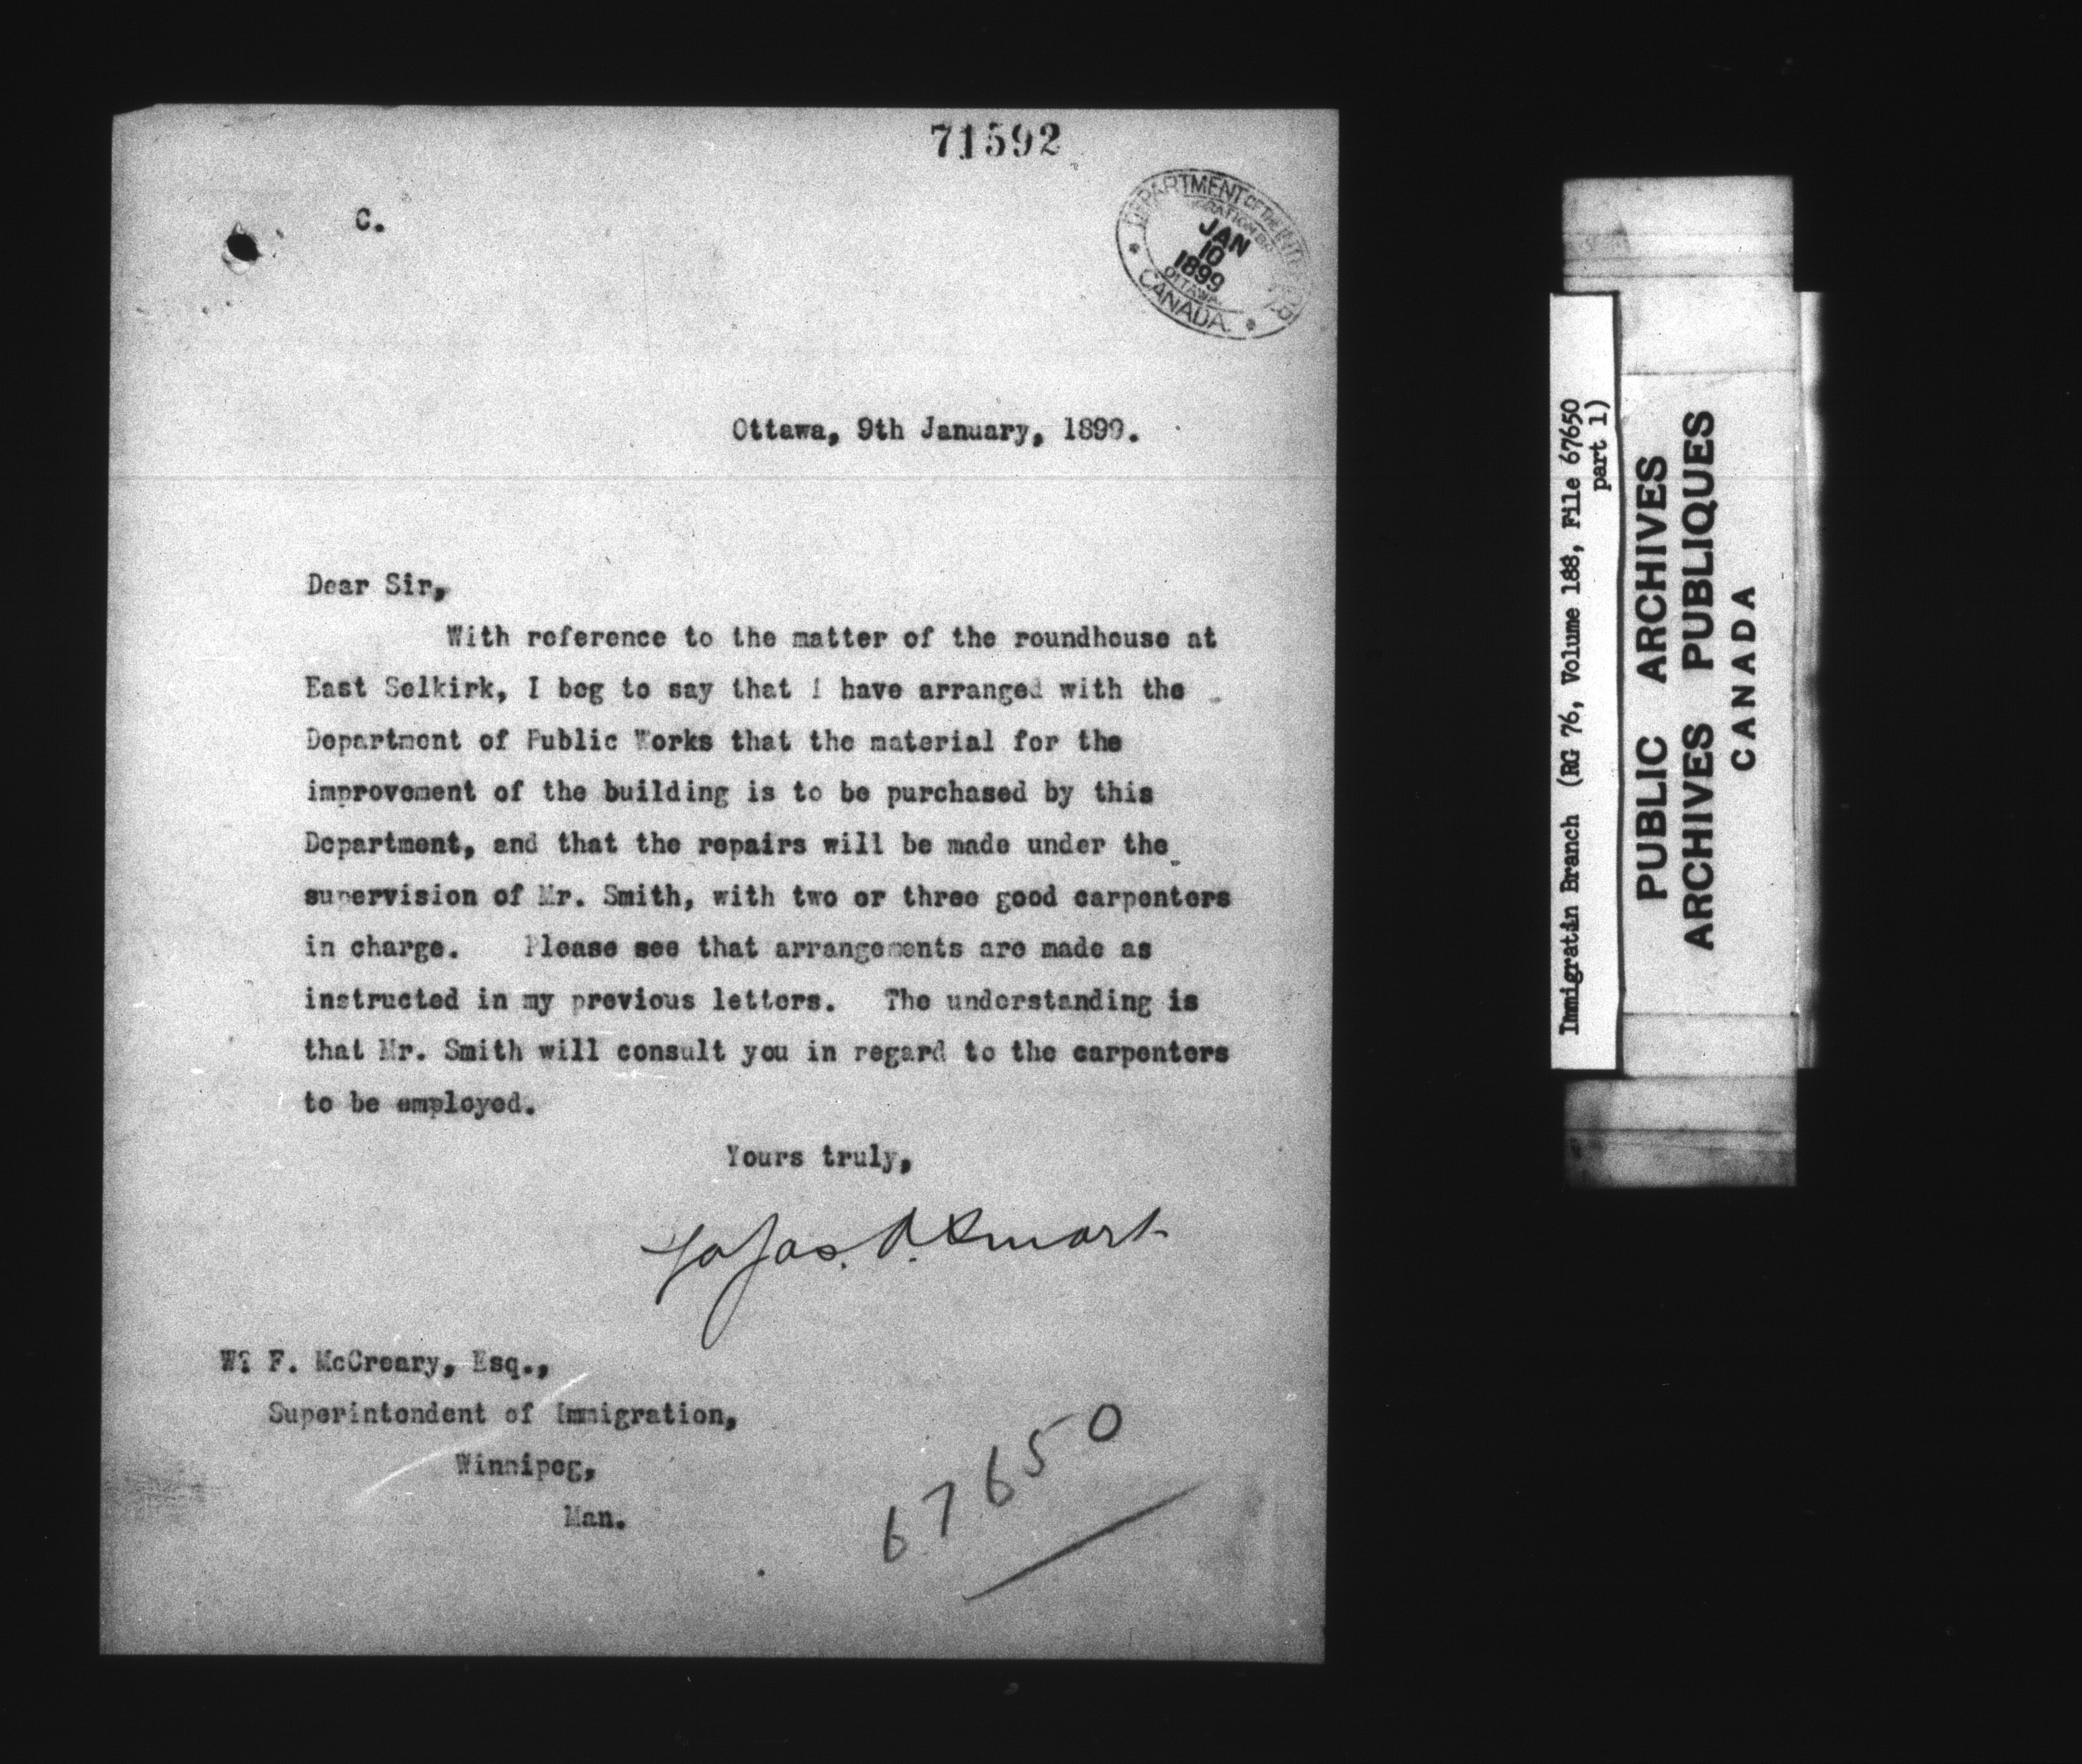 71592
C.
DEPARTMENT OF THE INTERIOR
JAN
10
1899
OTTAWA
CANADA.
Ottawa, 9th January, 1899.
Dear Sir,
With reference to the matter of the roundhouse at
East Selkirk, I beg to say that I have arranged with the
Department of Public Works that the material for the
improvement of the building is to be purchased by this
Department, and that the repairs will be made under the
supervision of Mr. Smith, with two or three good carpenters
in charge. Please see that arrangements are made as
instructed in my previous letters. The understanding is
that Mr. Smith will consult you in regard to the carpenters
to be employed.
Yours truly,
Jas. A. Smart
W. F. McCreary, Esq.,
Superintendent of Immigration,
Winnipeg,
Man.
67650
Immigratin Branch (RG 76, Volume 188, File 67650
part 1)
PUBLIC ARCHIVES
ARCHIVES PUBLIQUES
CANADA